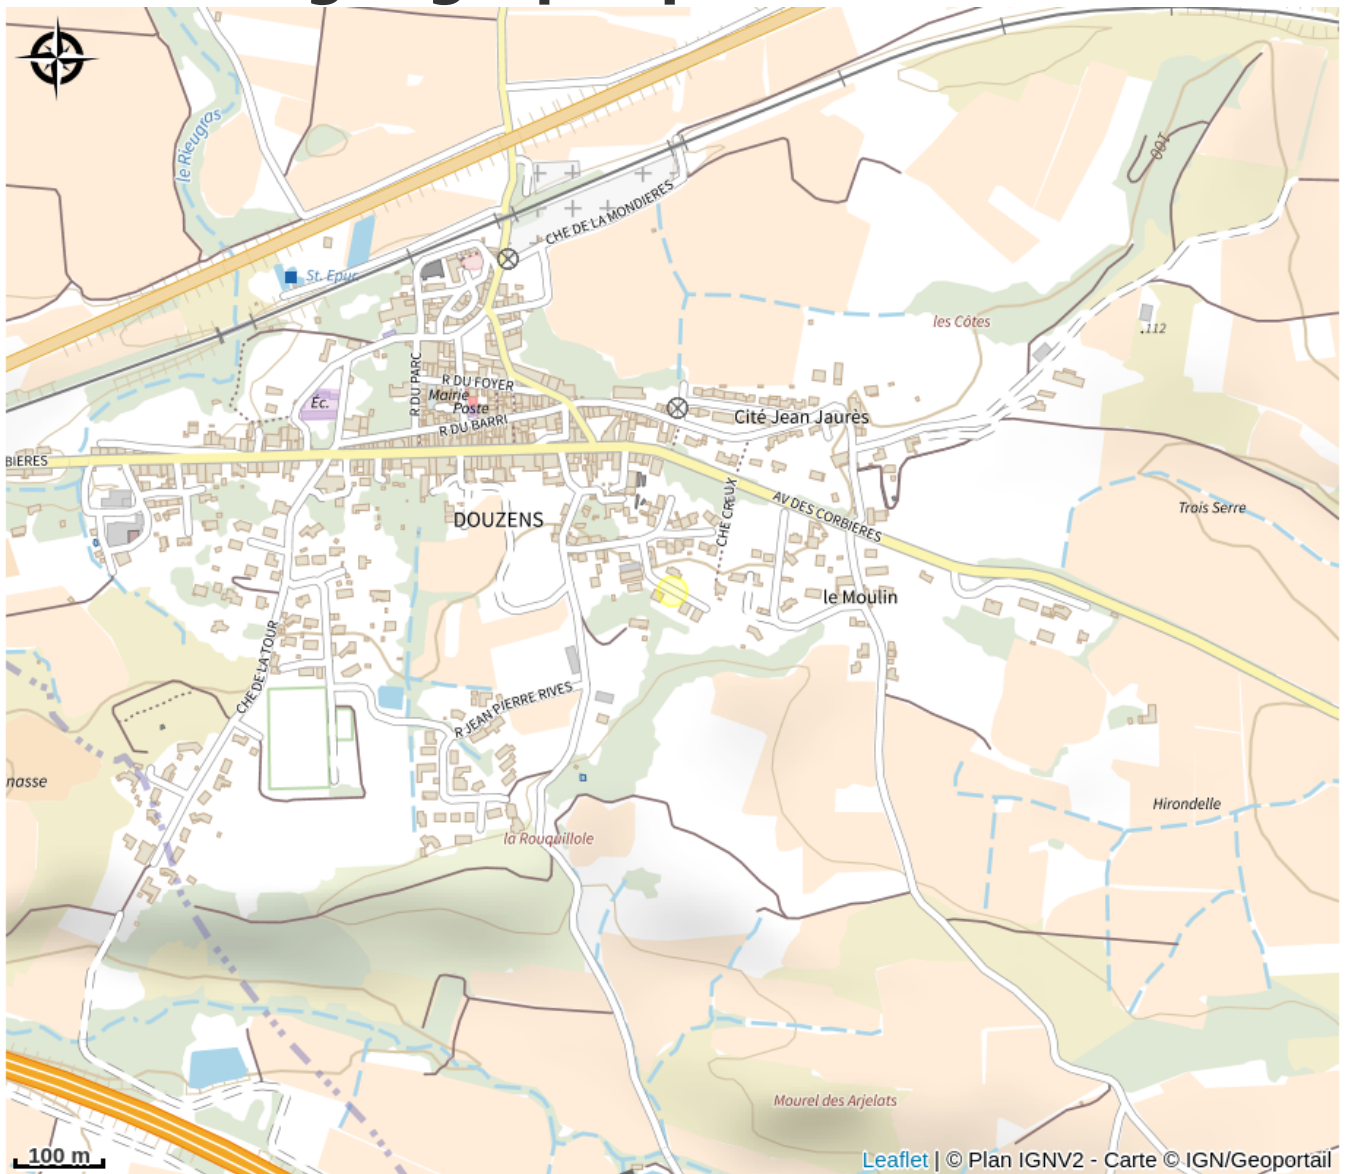 le Rieugras
100
CHE DE LA MONDIERES
St. Epur.
les Côtes
.112
R DU PARC
R DU FOYER
Mairie
Poste
Éc.
R DU BARRI
Cité Jean Jaurès
BIERES
DOUZENS
CHE CREUX
AV DES CORBIERES
Trois Serre
le Moulin
CHE DE LA TOUR
R JEAN PIERRE RIVES
nasse
Hirondelle
la Rouquillole
Mourel des Arjelats
100 m
Leaflet | © Plan IGNV2 - Carte © IGN/Geoportail